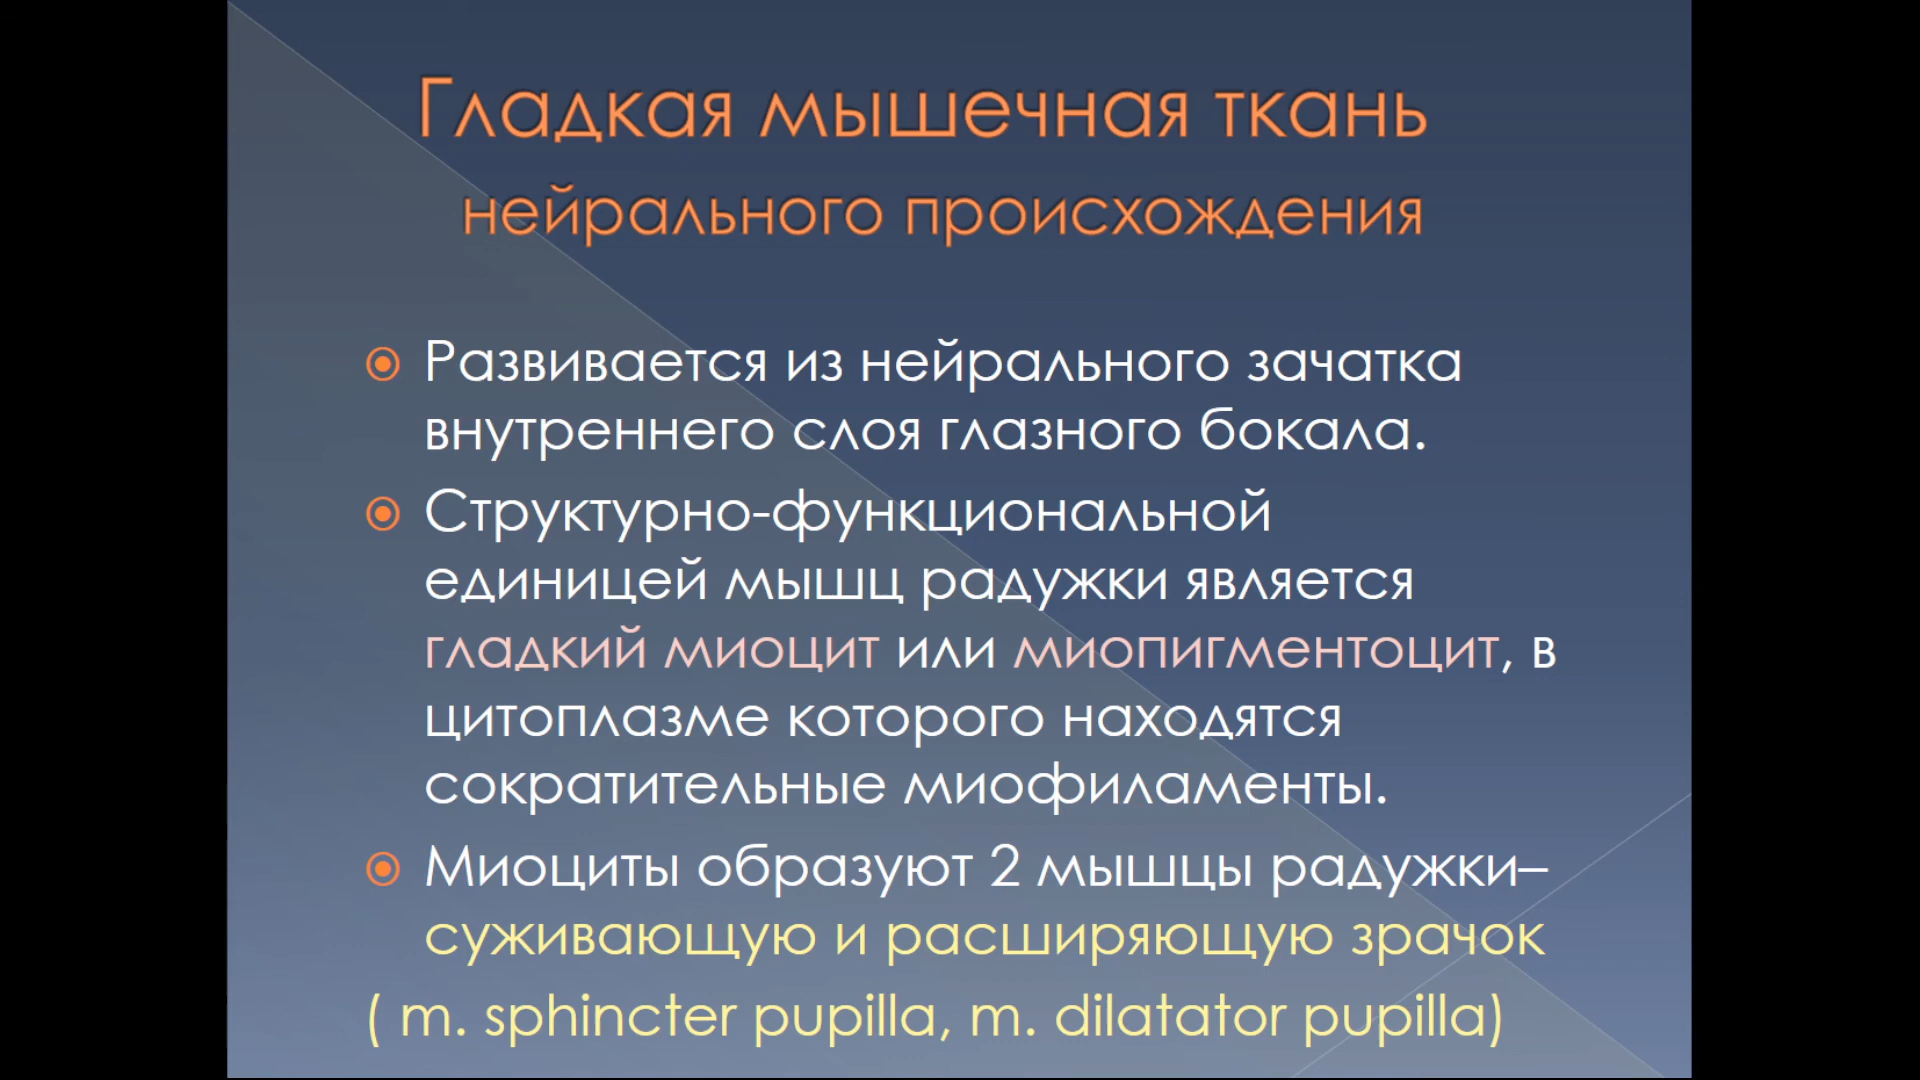 Гладкая мышечная ткань
нейрального происхождения
Развивается из нейрального зачатка
внутреннего слоя глазного бокала.
Структурно-функциональной
единицей мышц радужки является
гладкий миоцит или миопигментоцит, в
цитоплазме которого находятся
сократительные миофиламенты.
Миоциты образуют 2 мышцы радужки–
суживающую и расширяющую зрачок
( m. sphincter pupilla, m. dilatator pupilla)